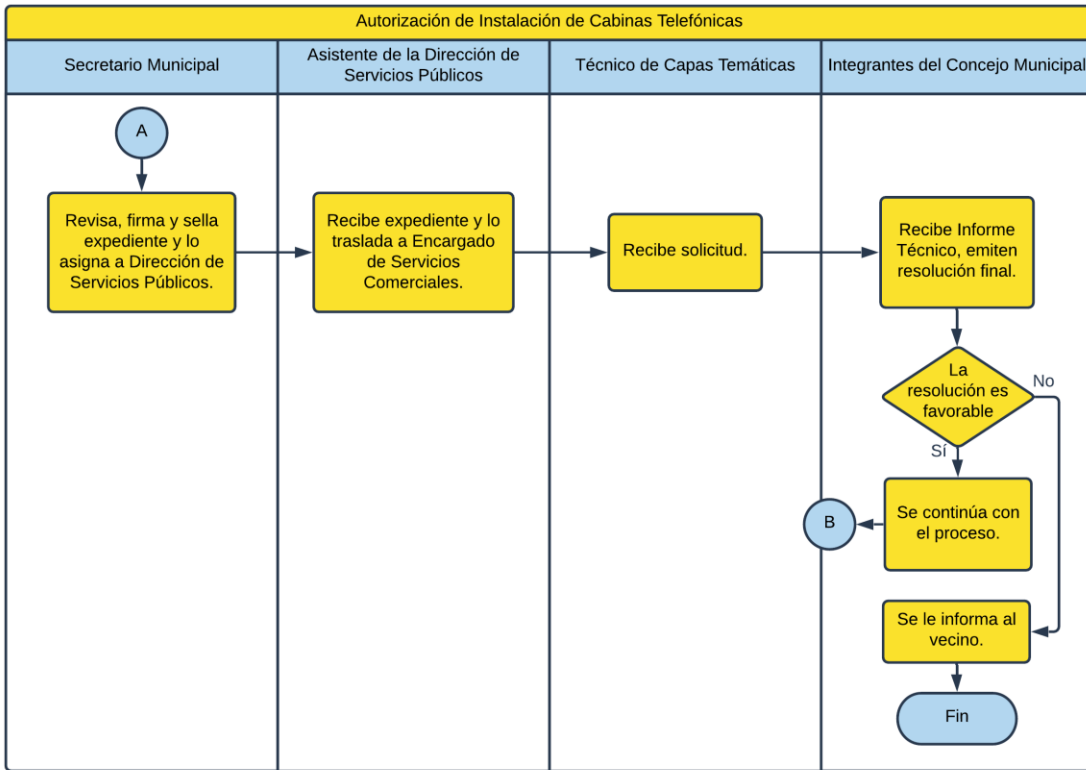 Autorización de Instalación de Cabinas Telefónicas
Secretario Municipal
Asistente de la Dirección de
Servicios Públicos
Técnico de Capas Temáticas
Integrantes del Concejo Municipal
A
Revisa, firma y sella
expediente y lo
asigna a Dirección de
Servicios Públicos.
Recibe expediente y lo
traslada a Encargado
de Servicios
Comerciales.
Recibe solicitud.
Recibe Informe
Técnico, emiten
resolución final.
La
resolución es
favorable
No
Sí
Se continúa con
el proceso.
B
Se le informa al
vecino.
Fin